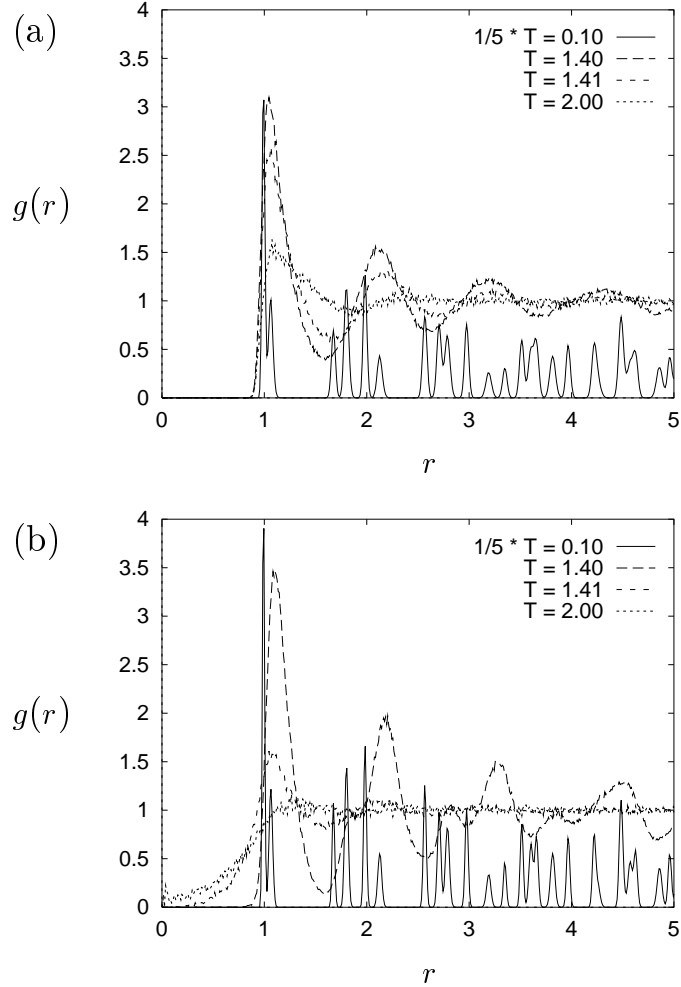 (a)
4
3.5
3
2.5
2
1.5
1
0.5
0
g(r)
1/5 * T = 0.10
T = 1.40
T = 1.41
T = 2.00
0 1 2 3 4 5
r
(b)
4
3.5
3
2.5
2
1.5
1
0.5
0
g(r)
1/5 * T = 0.10
T = 1.40
T = 1.41
T = 2.00
0 1 2 3 4 5
r